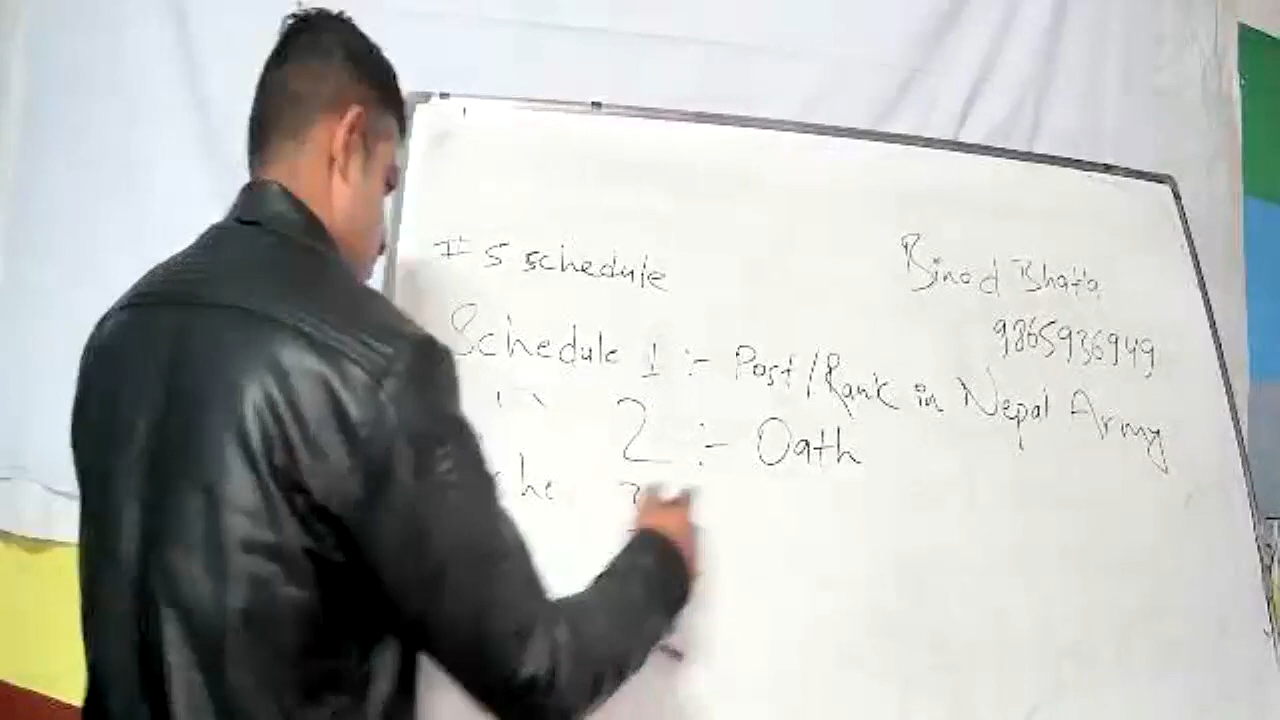 # 5 schedule
Binod Bhatta
9865936949
Schedule 1 :- Post/Rank in Nepal Army
" 2 :- Oath